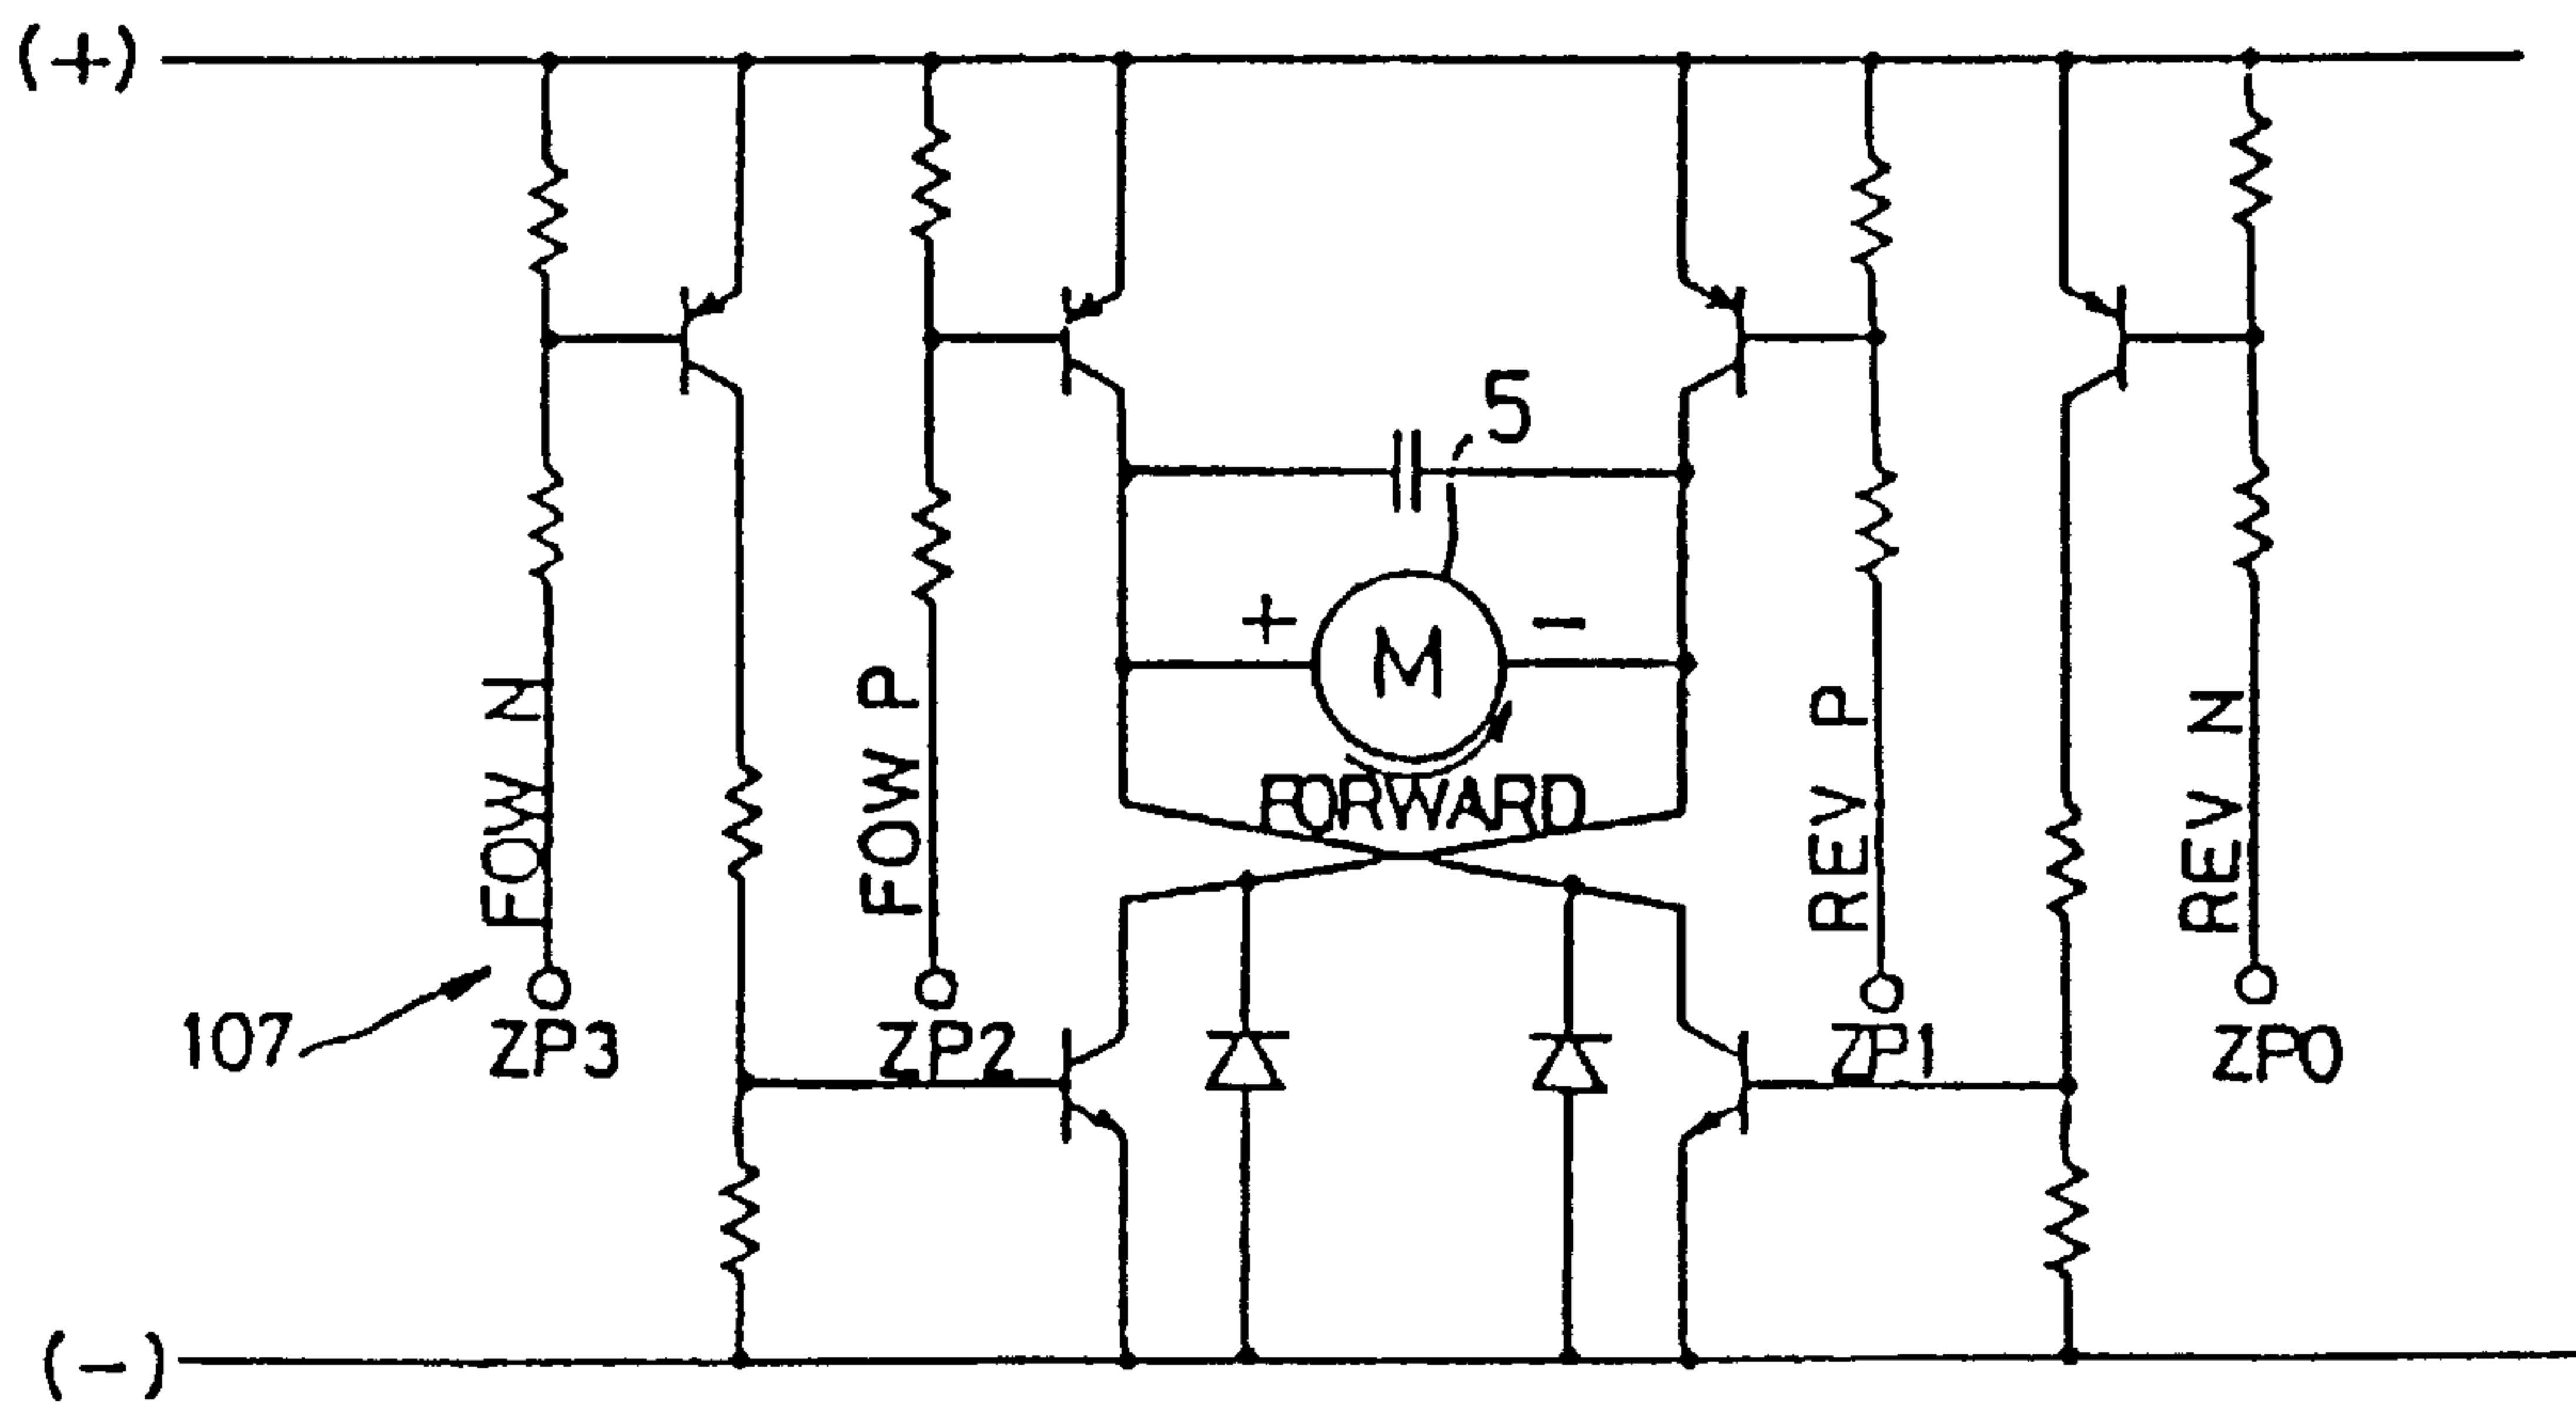 (+)
5
+
−
M
FORWARD
FOW N
FOW P
REV P
REV N
107
ZP3
ZP2
ZP1
ZP0
(−)